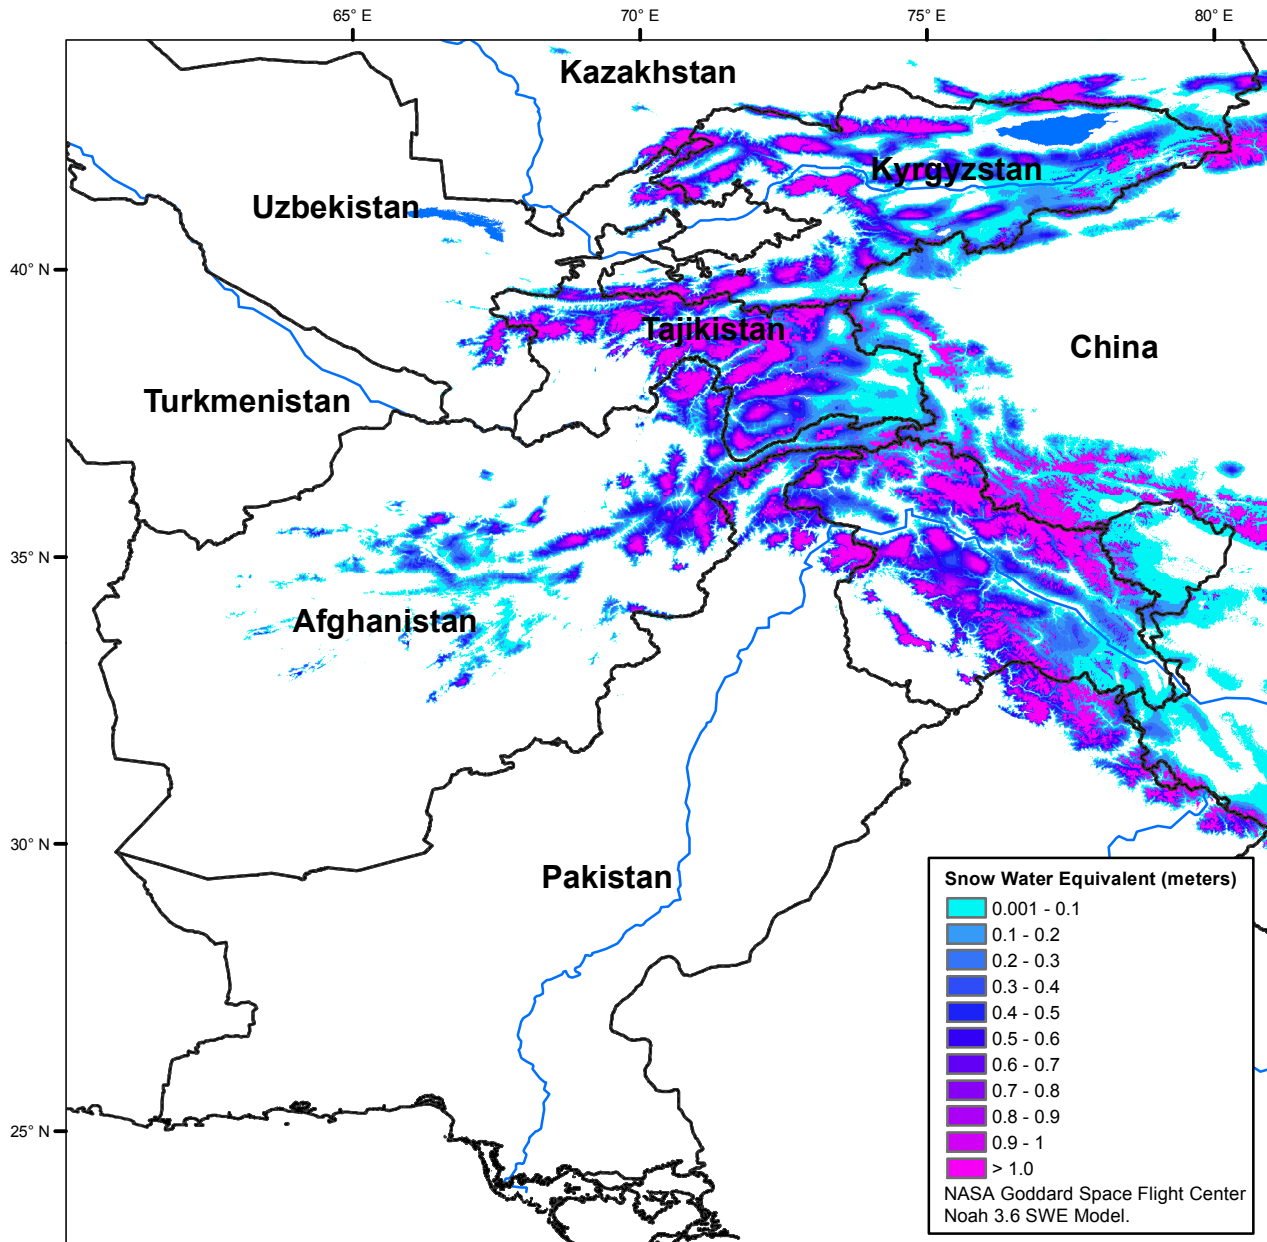 65° E
70° E
75° E
80° E
Kazakhstan
Kyrgyzstan
Uzbekistan
40° N
Tajikistan
China
Turkmenistan
35° N
Afghanistan
30° N
Pakistan
25° N
Snow Water Equivalent (meters)
0.001 - 0.1
0.1 - 0.2
0.2 - 0.3
0.3 - 0.4
0.4 - 0.5
0.5 - 0.6
0.6 - 0.7
0.7 - 0.8
0.8 - 0.9
0.9 - 1
> 1.0
NASA Goddard Space Flight Center
Noah 3.6 SWE Model.